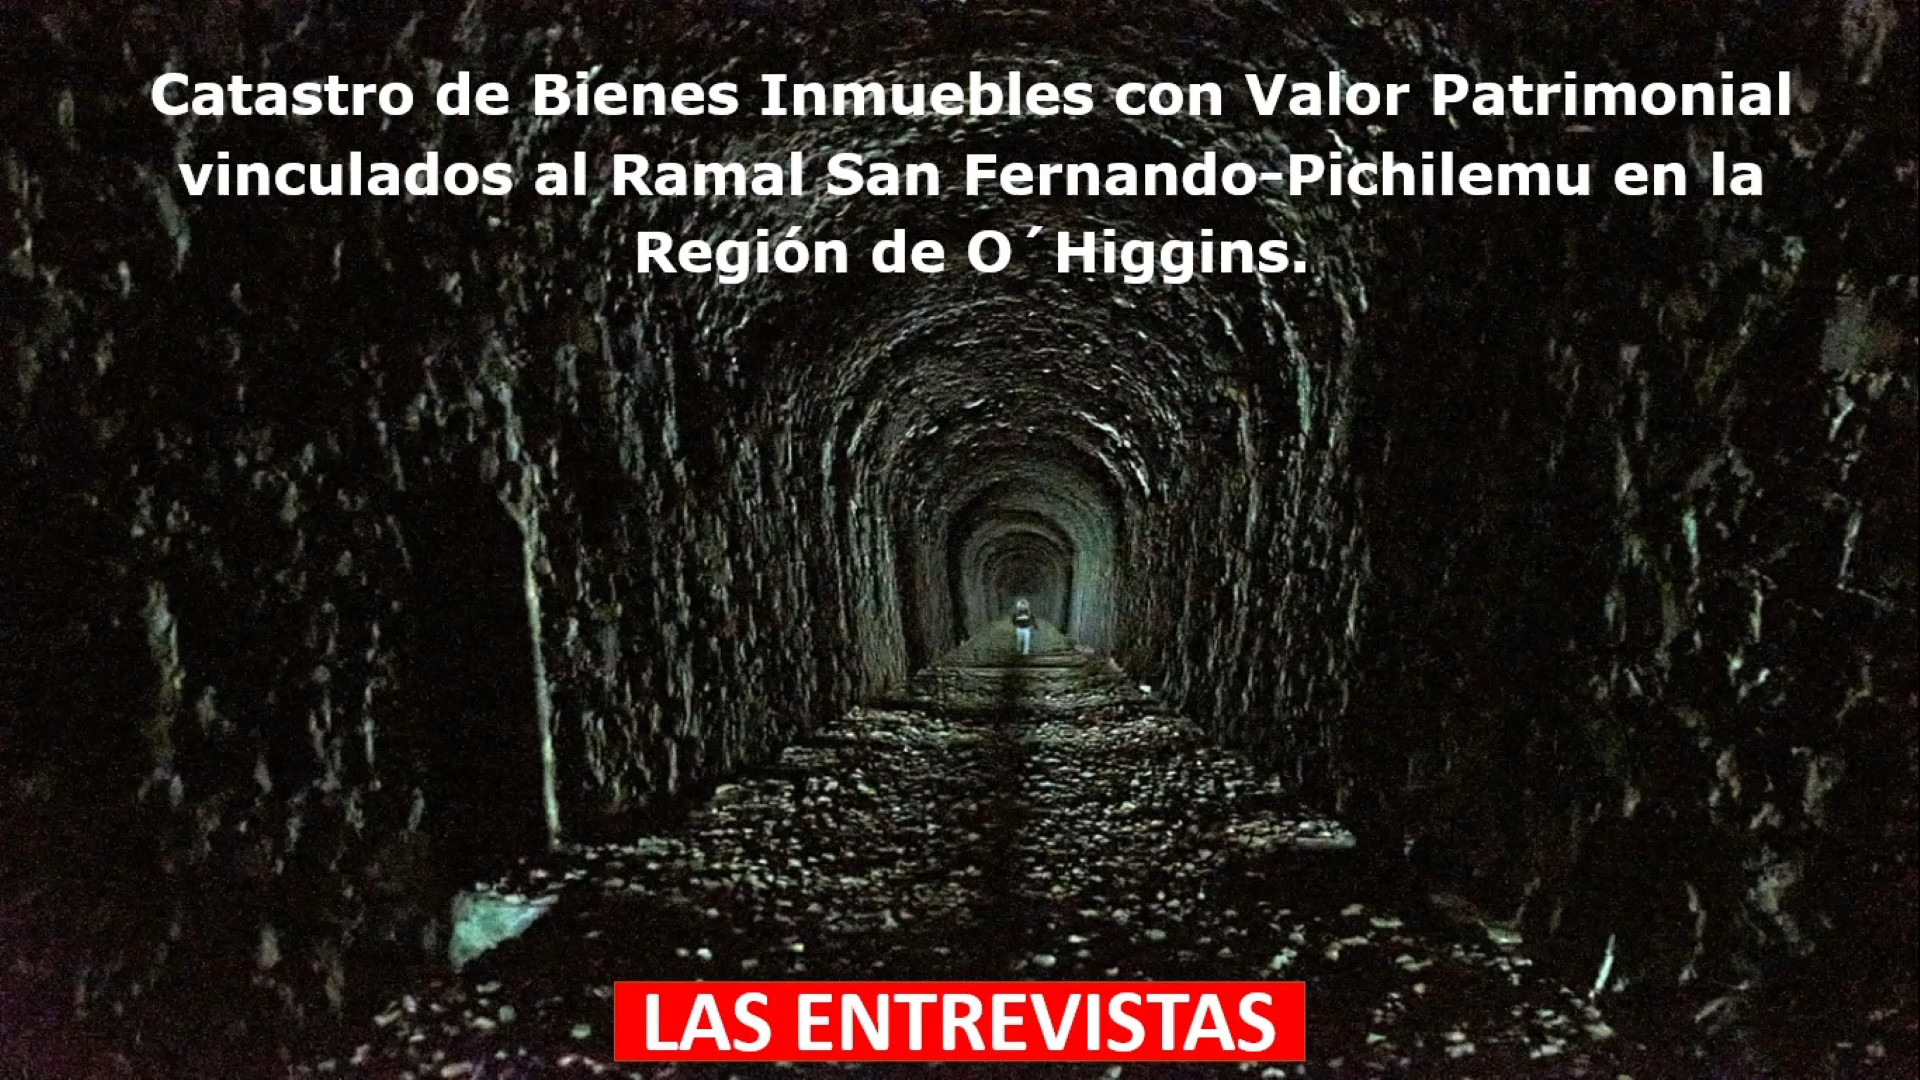 Catastro de Bienes Inmuebles con Valor Patrimonial
vinculados al Ramal San Fernando-Pichilemu en la
Región de O´Higgins.
LAS ENTREVISTAS